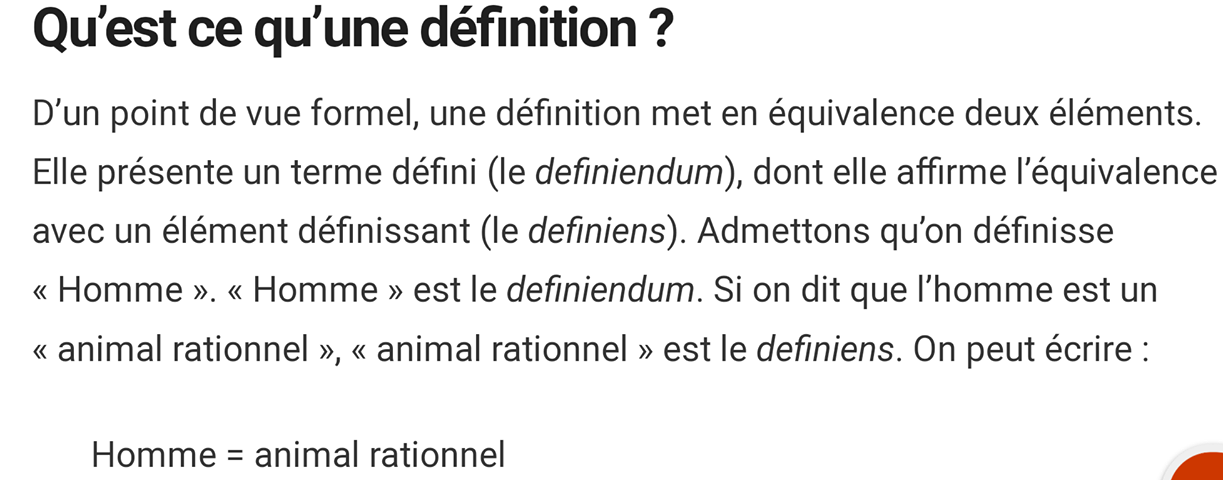 Qu’est ce qu’une définition ?
D’un point de vue formel, une définition met en équivalence deux éléments.
Elle présente un terme défini (le definiendum), dont elle affirme l’équivalence
avec un élément définissant (le definiens). Admettons qu’on définisse
« Homme ». « Homme » est le definiendum. Si on dit que l’homme est un
« animal rationnel », « animal rationnel » est le definiens. On peut écrire :
Homme = animal rationnel